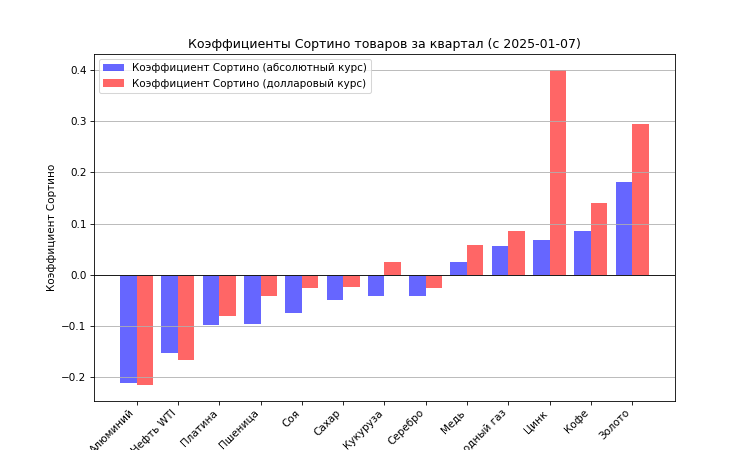 Коэффициенты Сортино товаров за квартал (с 2025-01-07)
Коэффициент Сортино (абсолютный курс)
Коэффициент Сортино (долларовый курс)
Коэффициент Сортино
0.4
0.3
0.2
0.1
0.0
−0.1
−0.2
Алюминий
Нефть WTI
Платина
Пшеница
Соя
Сахар
Кукуруза
Серебро
Медь
газ
Цинк
Кофе
Золото